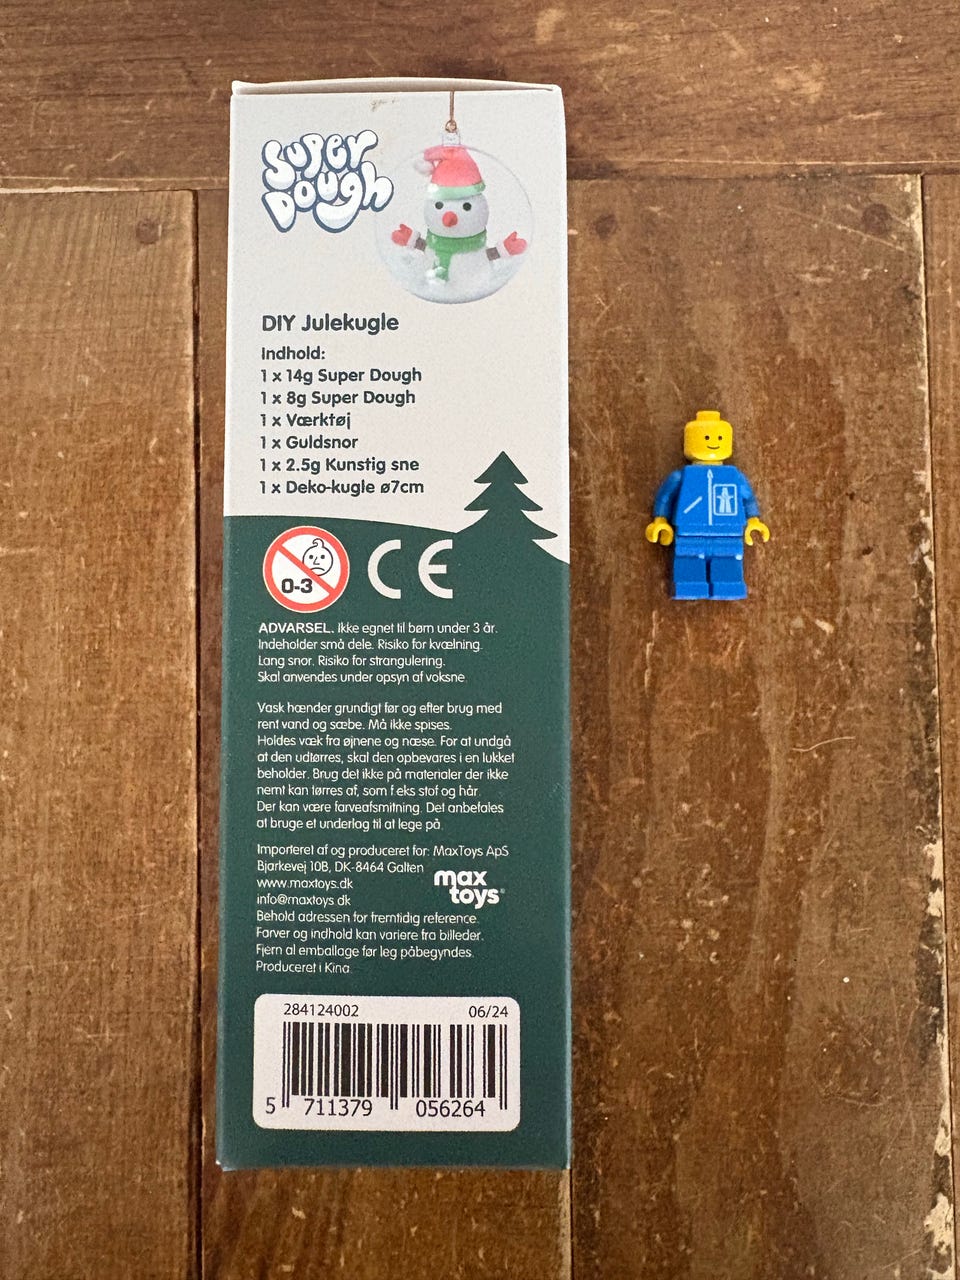 Super
Dough
DIY Julekugle
Indhold:
1 x 14g Super Dough
1 x 8g Super Dough
1 x Værktøj
1 x Guldsnor
1 x 2.5g Kunstig sne
1 x Deko-kugle ø7cm
0-3
CE
ADVARSEL. Ikke egnet til børn under 3 år.
Indeholder små dele. Risiko for kvælning.
Lang snor. Risiko for strangulering.
Skal anvendes under opsyn af voksne.
Vask hænder grundigt før og efter brug med
rent vand og sæbe. Må ikke spises.
Holdes væk fra øjnene og næse. For at undgå
at den udtørres, skal den opbevares i en lukket
beholder. Brug det ikke på materialer der ikke
nemt kan tørres af, som f.eks stof og hår.
Der kan være farveafsmitning. Det anbefales
at bruge et underlag til at lege på.
Importeret af og produceret for: MaxToys ApS
Bjarkevej 10B, DK-8464 Galten
www.maxtoys.dk
info@maxtoys.dk
max
toys®
Behold adressen for fremtidig reference.
Farver og indhold kan variere fra billeder.
Fjern al emballage før leg påbegyndes.
Produceret i Kina.
284124002 06/24
5 711379 056264